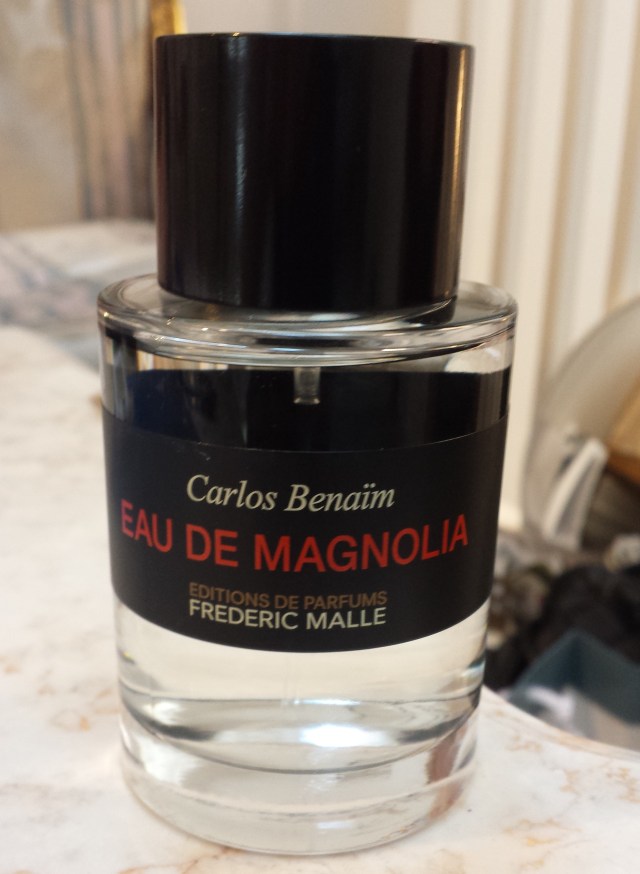 Carlos Benaïm
EAU DE MAGNOLIA
EDITIONS DE PARFUMS
FREDERIC MALLE